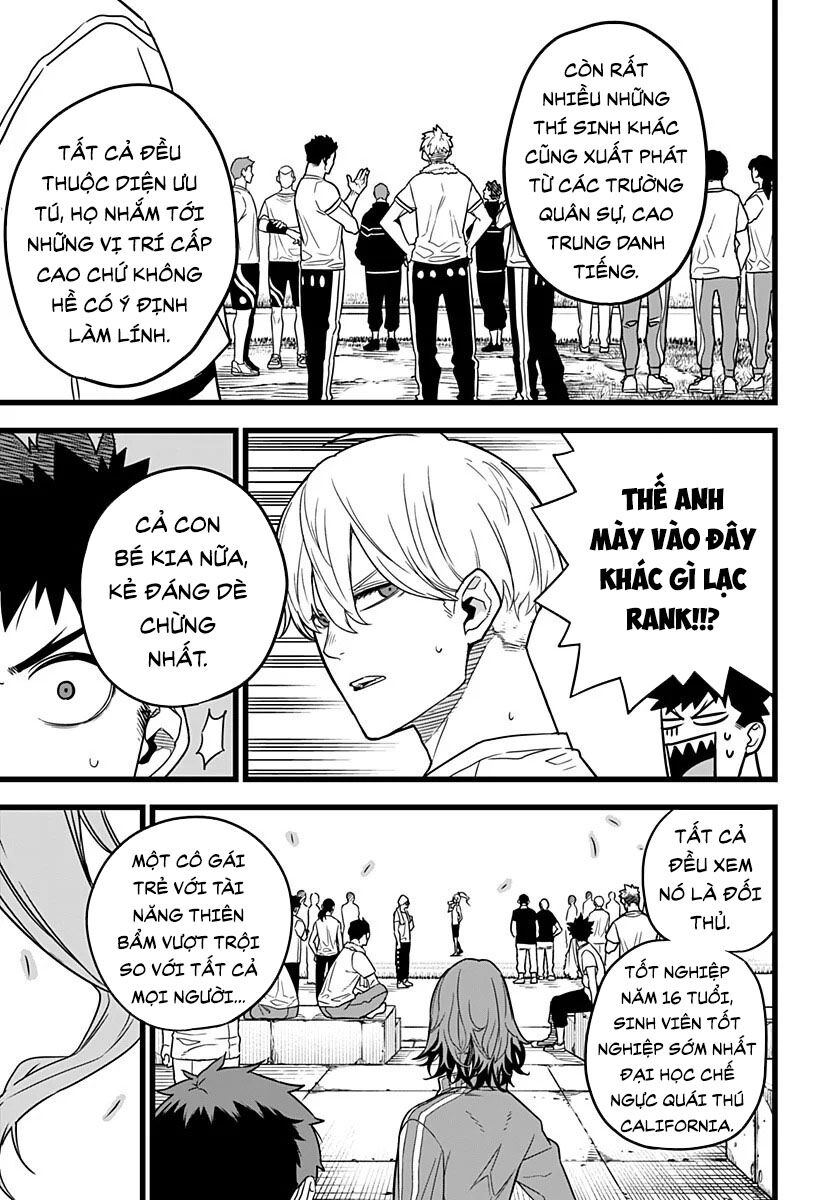 CÒN RẤT
NHIỀU NHỮNG
THÍ SINH KHÁC
CŨNG XUẤT PHÁT
TỪ CÁC TRƯỜNG
QUÂN SỰ, CAO
TRUNG DANH
TIẾNG.
TẤT CẢ ĐỀU
THUỘC DIỆN ƯU
TÚ, HỌ NHẮM TỚI
NHỮNG VỊ TRÍ CẤP
CAO CHỨ KHÔNG
HỀ CÓ Ý ĐỊNH
LÀM LÍNH.
THẾ ANH
MÀY VÀO ĐÂY
KHÁC GÌ LẠC
RANK!!?
CẢ CON
BÉ KIA NỮA,
KẺ ĐÁNG DÈ
CHỪNG
NHẤT.
TẤT CẢ
ĐỀU XEM
NÓ LÀ ĐỐI
THỦ.
TỐT NGHIỆP
NĂM 16 TUỔI,
SINH VIÊN TỐT
NGHIỆP SỚM NHẤT
ĐẠI HỌC CHẾ
NGỰC QUÁI THÚ
CALIFORNIA.
MỘT CÔ GÁI
TRẺ VỚI TÀI
NĂNG THIÊN
BẨM VƯỢT TRỘI
SO VỚI TẤT CẢ
MỌI NGƯỜI...